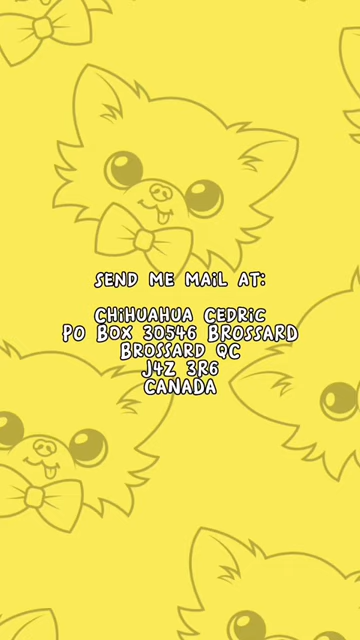 SEND ME MAIL AT:
CHIHUAHUA CEDRIC
PO BOX 30546 BROSSARD
BROSSARD QC
J4Z 3R6
CANADA